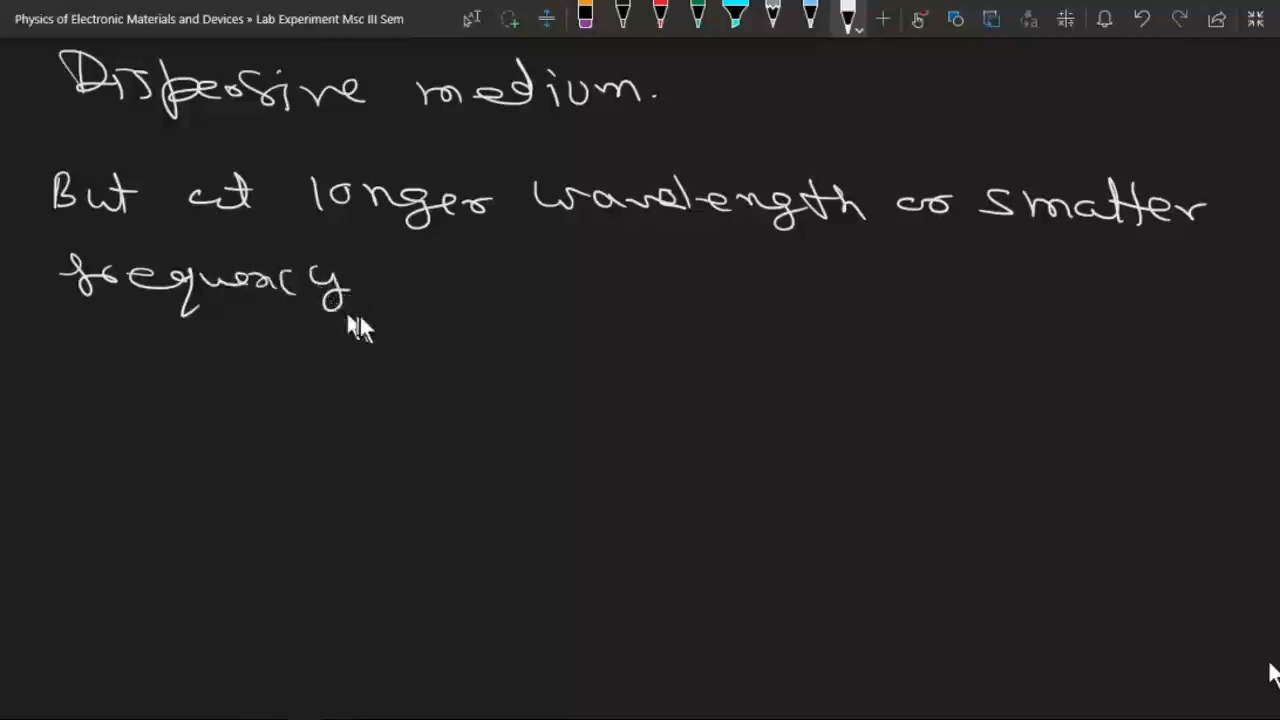 Physics of Electronic Materials and Devices » Lab Experiment Msc III Sem
Dispersive medium.
But at longer wavelength or smaller
frequency